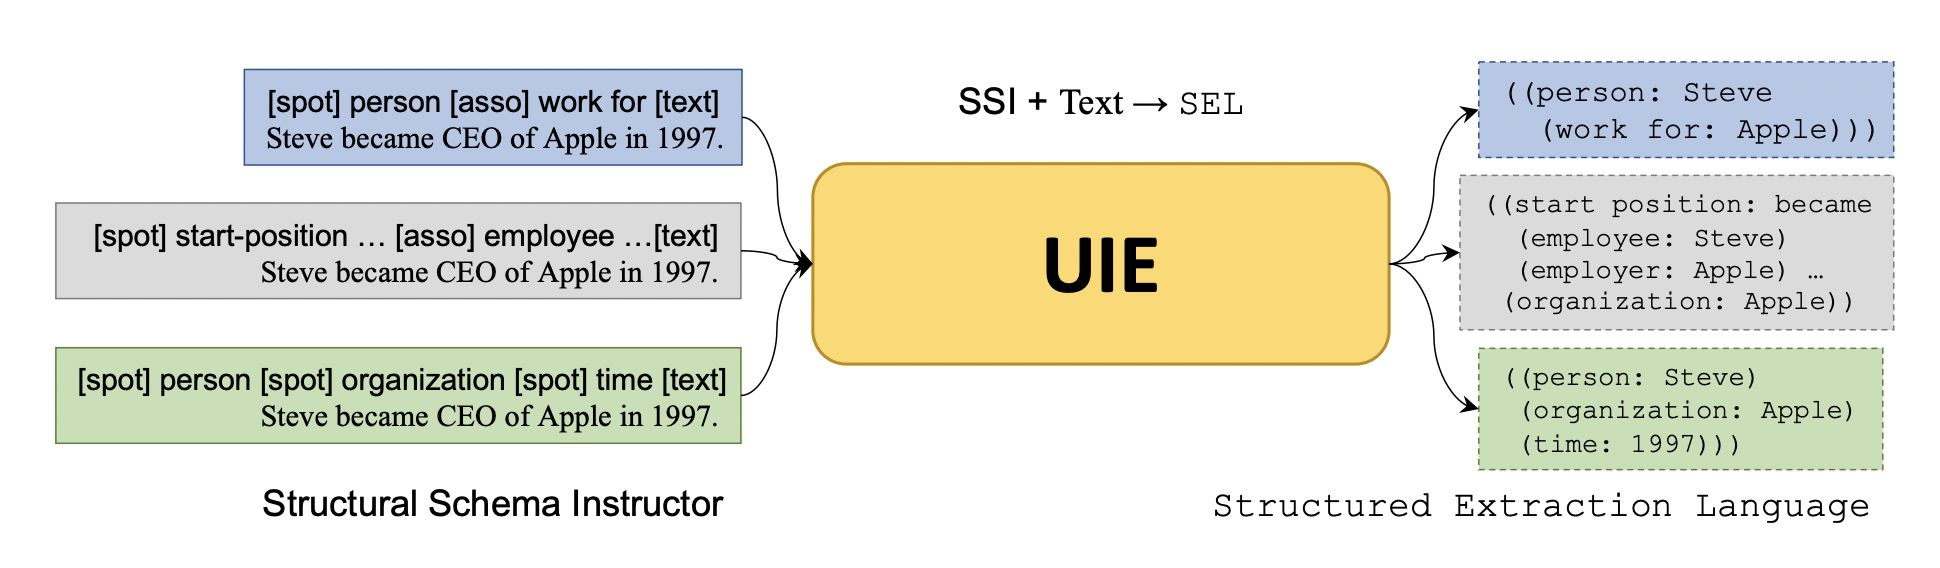 [spot] person [asso] work for [text]
Steve became CEO of Apple in 1997.
[spot] start-position … [asso] employee …[text]
Steve became CEO of Apple in 1997.
[spot] person [spot] organization [spot] time [text]
Steve became CEO of Apple in 1997.
Structural Schema Instructor
SSI + Text → SEL
UIE
((person: Steve
(work for: Apple)))
((start position: became
(employee: Steve)
(employer: Apple) …
(organization: Apple))
((person: Steve)
(organization: Apple)
(time: 1997)))
Structured Extraction Language